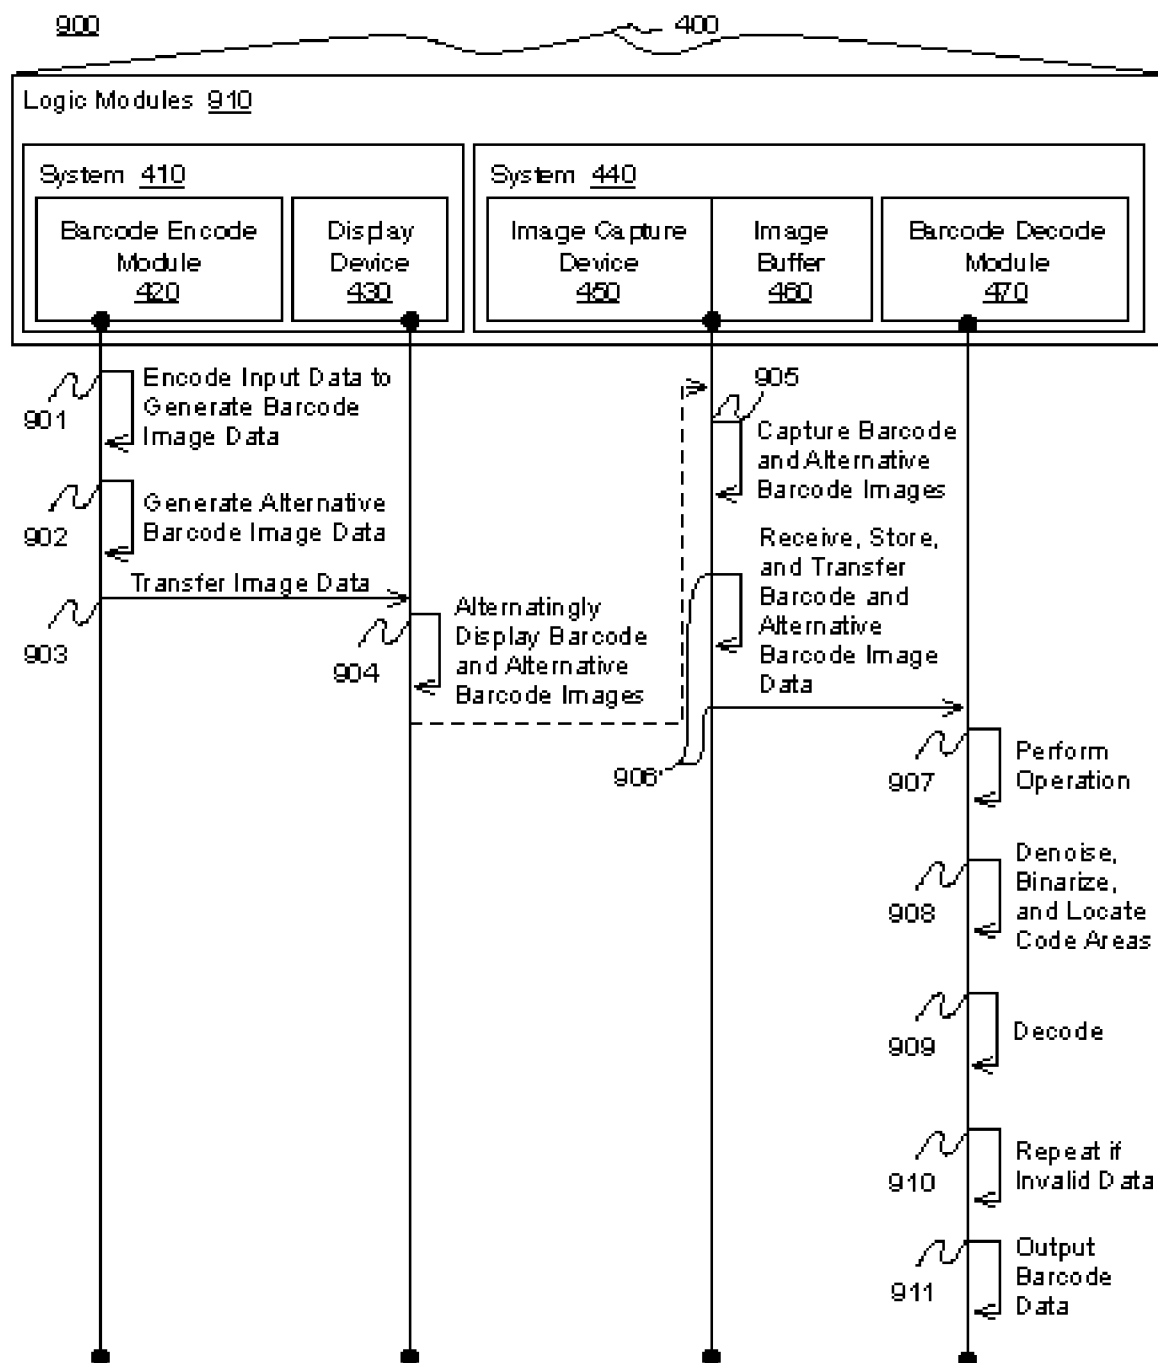 900
400
Logic Modules 910
System 410
System 440
Barcode Encode
Module
420
Display
Device
430
Image Capture
Device
450
Image
Buffer
460
Barcode Decode
Module
470
901
Encode Input Data to
Generate Barcode
Image Data
905
Capture Barcode
and Alternative
Barcode Images
902
Generate Alternative
Barcode Image Data
903
Transfer Image Data
904
Alternatingly
Display Barcode
and Alternative
Barcode Images
Receive, Store,
and Transfer
Barcode and
Alternative
Barcode Image
Data
906
907
Perform
Operation
908
Denoise,
Binarize,
and Locate
Code Areas
909
Decode
910
Repeat if
Invalid Data
911
Output
Barcode
Data